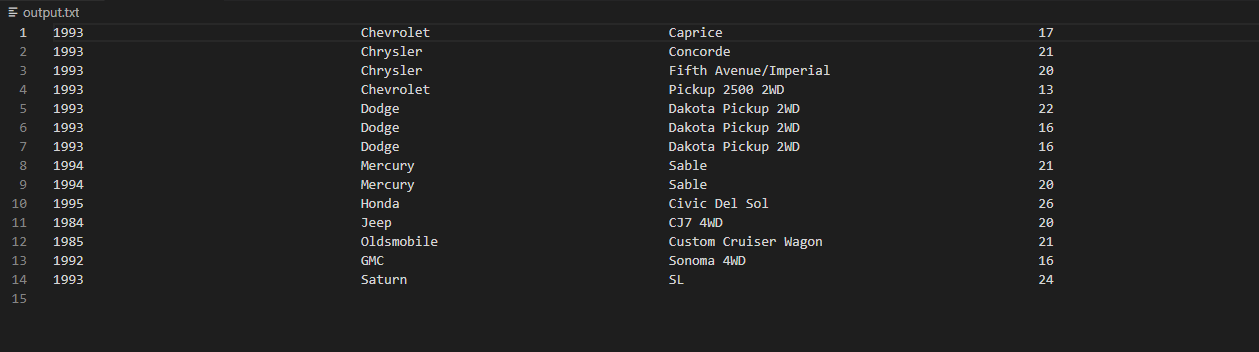 output.txt
1 1993 Chevrolet Caprice 17
2 1993 Chrysler Concorde 21
3 1993 Chrysler Fifth Avenue/Imperial 20
4 1993 Chevrolet Pickup 2500 2WD 13
5 1993 Dodge Dakota Pickup 2WD 22
6 1993 Dodge Dakota Pickup 2WD 16
7 1993 Dodge Dakota Pickup 2WD 16
8 1994 Mercury Sable 21
9 1994 Mercury Sable 20
10 1995 Honda Civic Del Sol 26
11 1984 Jeep CJ7 4WD 20
12 1985 Oldsmobile Custom Cruiser Wagon 21
13 1992 GMC Sonoma 4WD 16
14 1993 Saturn SL 24
15